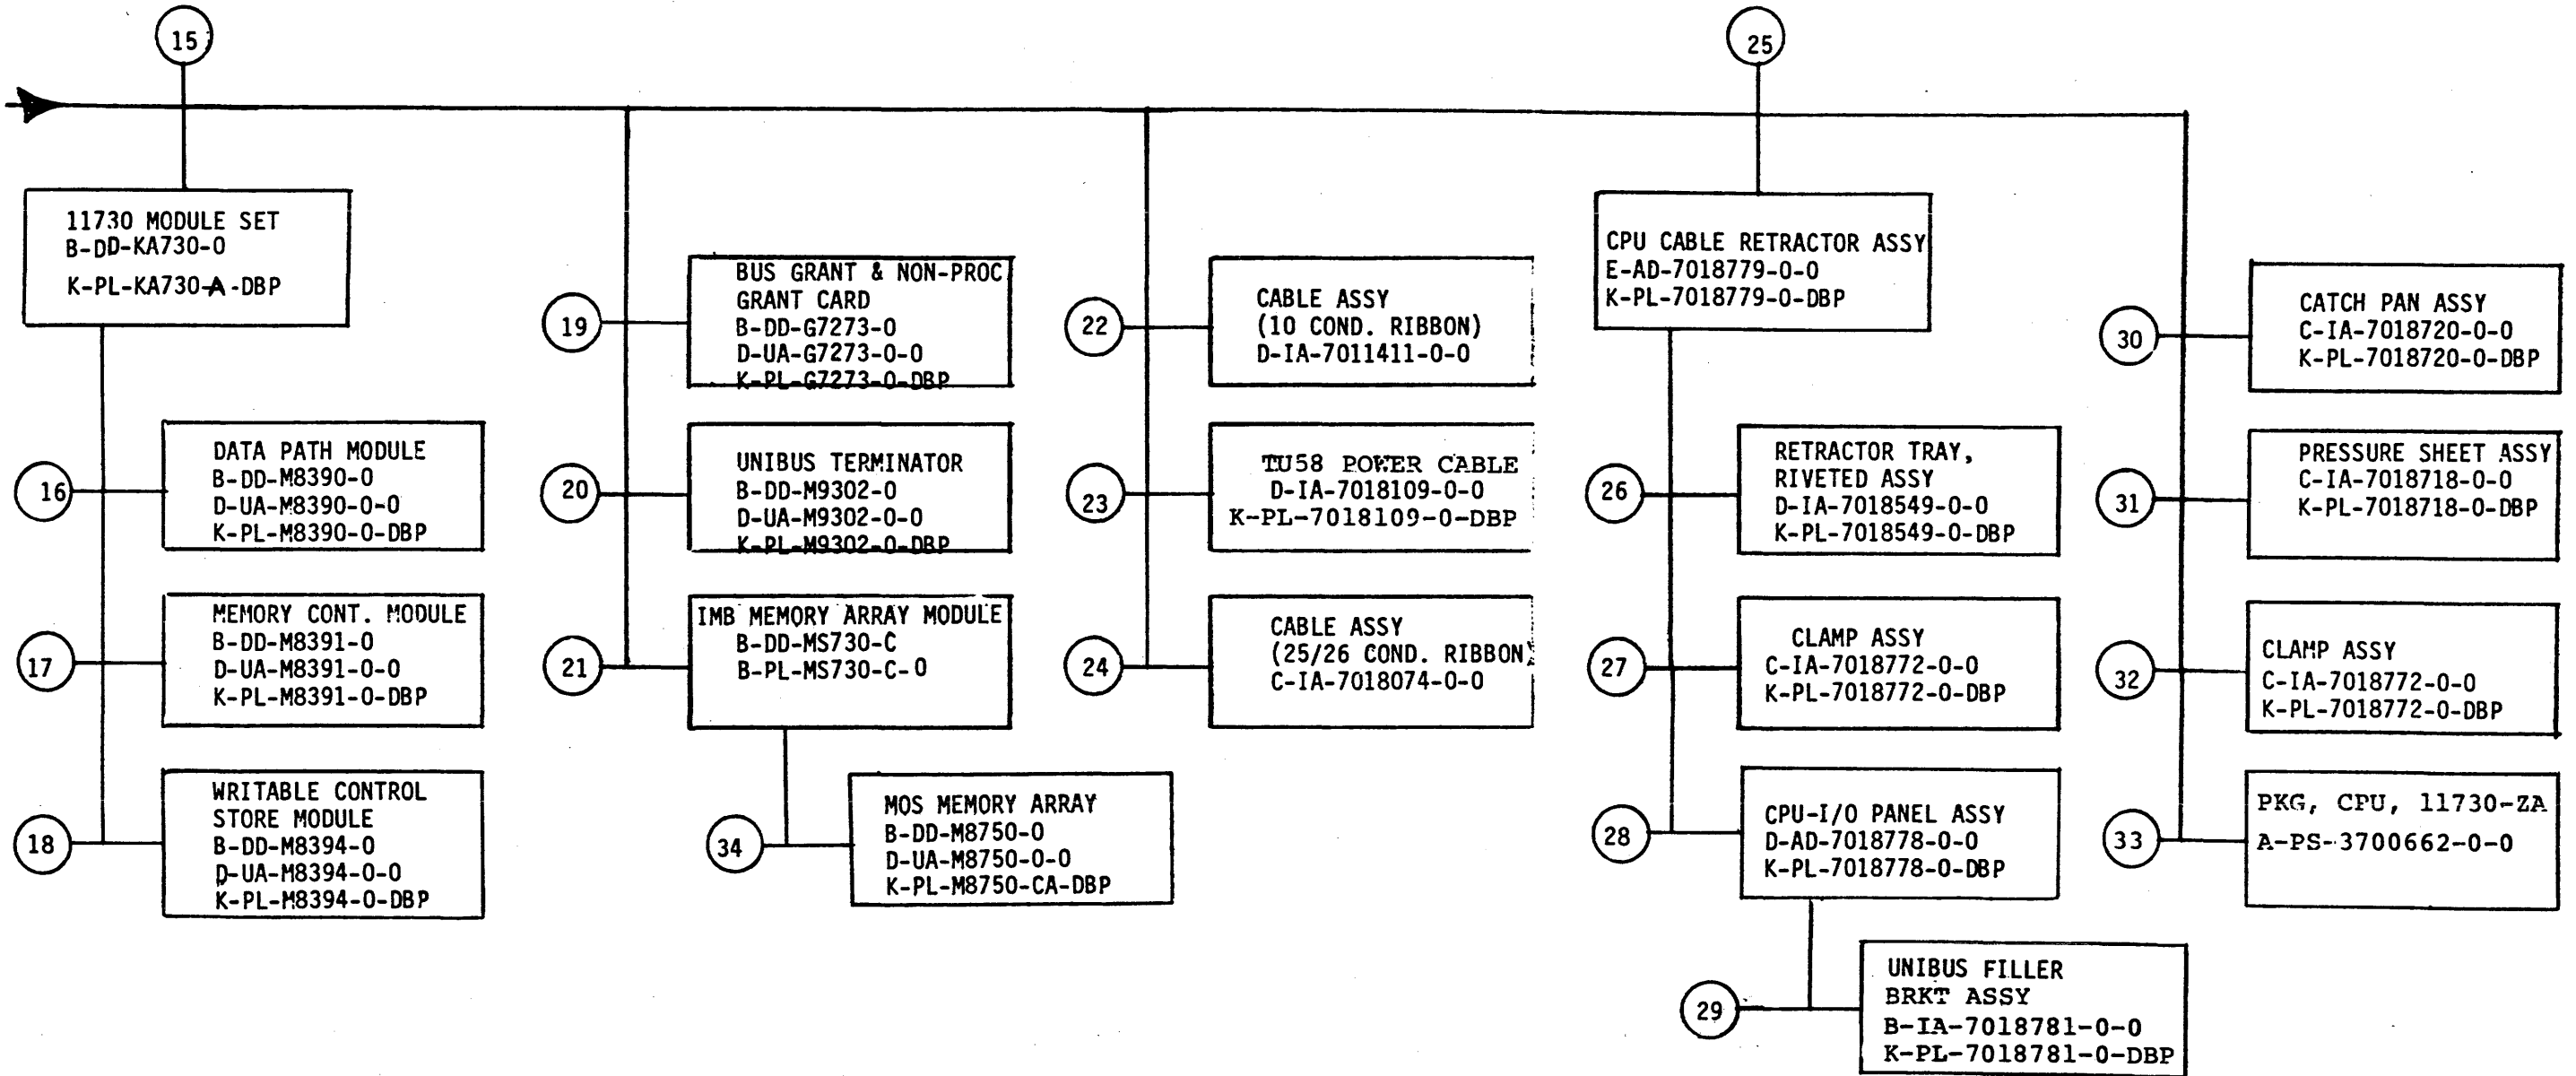 15
11730 MODULE SET
B-DD-KA730-0
K-PL-KA730-A-DBP
16
DATA PATH MODULE
B-DD-M8390-0
D-UA-M8390-0-0
K-PL-M8390-0-DBP
17
MEMORY CONT. MODULE
B-DD-M8391-0
D-UA-M8391-0-0
K-PL-M8391-0-DBP
18
WRITABLE CONTROL
STORE MODULE
B-DD-M8394-0
D-UA-M8394-0-0
K-PL-M8394-0-DBP
19
BUS GRANT & NON-PROC
GRANT CARD
B-DD-G7273-0
D-UA-G7273-0-0
K-PL-G7273-0-DBP
20
UNIBUS TERMINATOR
B-DD-M9302-0
D-UA-M9302-0-0
K-PL-M9302-0-DBP
21
IMB MEMORY ARRAY MODULE
B-DD-MS730-C
B-PL-MS730-C-0
34
MOS MEMORY ARRAY
B-DD-M8750-0
D-UA-M8750-0-0
K-PL-M8750-CA-DBP
22
CABLE ASSY
(10 COND. RIBBON)
D-IA-7011411-0-0
23
TU58 POWER CABLE
D-IA-7018109-0-0
K-PL-7018109-0-DBP
24
CABLE ASSY
(25/26 COND. RIBBON)
C-IA-7018074-0-0
25
CPU CABLE RETRACTOR ASSY
E-AD-7018779-0-0
K-PL-7018779-0-DBP
26
RETRACTOR TRAY,
RIVETED ASSY
D-IA-7018549-0-0
K-PL-7018549-0-DBP
27
CLAMP ASSY
C-IA-7018772-0-0
K-PL-7018772-0-DBP
28
CPU-I/O PANEL ASSY
D-AD-7018778-0-0
K-PL-7018778-0-DBP
29
UNIBUS FILLER
BRKT ASSY
B-IA-7018781-0-0
K-PL-7018781-0-DBP
30
CATCH PAN ASSY
C-IA-7018720-0-0
K-PL-7018720-0-DBP
31
PRESSURE SHEET ASSY
C-IA-7018718-0-0
K-PL-7018718-0-DBP
32
CLAMP ASSY
C-IA-7018772-0-0
K-PL-7018772-0-DBP
33
PKG, CPU, 11730-ZA
A-PS-3700662-0-0